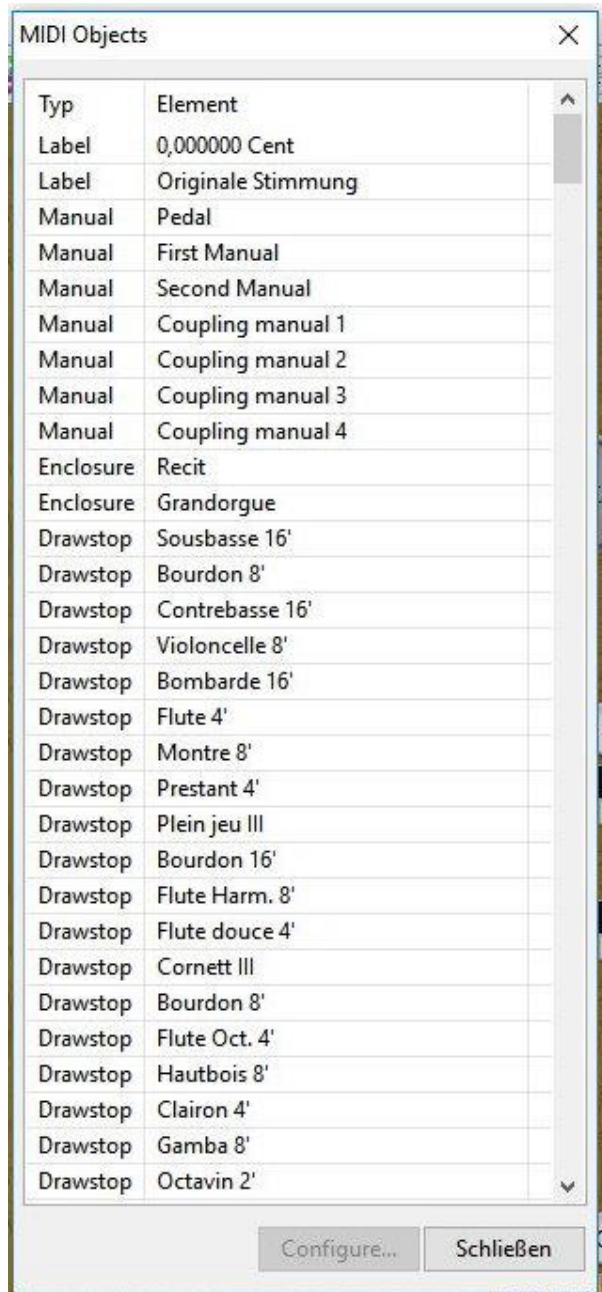 MIDI Objects
Typ Element
Label 0,000000 Cent
Label Originale Stimmung
Manual Pedal
Manual First Manual
Manual Second Manual
Manual Coupling manual 1
Manual Coupling manual 2
Manual Coupling manual 3
Manual Coupling manual 4
Enclosure Recit
Enclosure Grandorgue
Drawstop Sousbasse 16'
Drawstop Bourdon 8'
Drawstop Contrebasse 16'
Drawstop Violoncelle 8'
Drawstop Bombarde 16'
Drawstop Flute 4'
Drawstop Montre 8'
Drawstop Prestant 4'
Drawstop Plein jeu III
Drawstop Bourdon 16'
Drawstop Flute Harm. 8'
Drawstop Flute douce 4'
Drawstop Cornett III
Drawstop Bourdon 8'
Drawstop Flute Oct. 4'
Drawstop Hautbois 8'
Drawstop Clairon 4'
Drawstop Gamba 8'
Drawstop Octavin 2'
Configure... Schließen